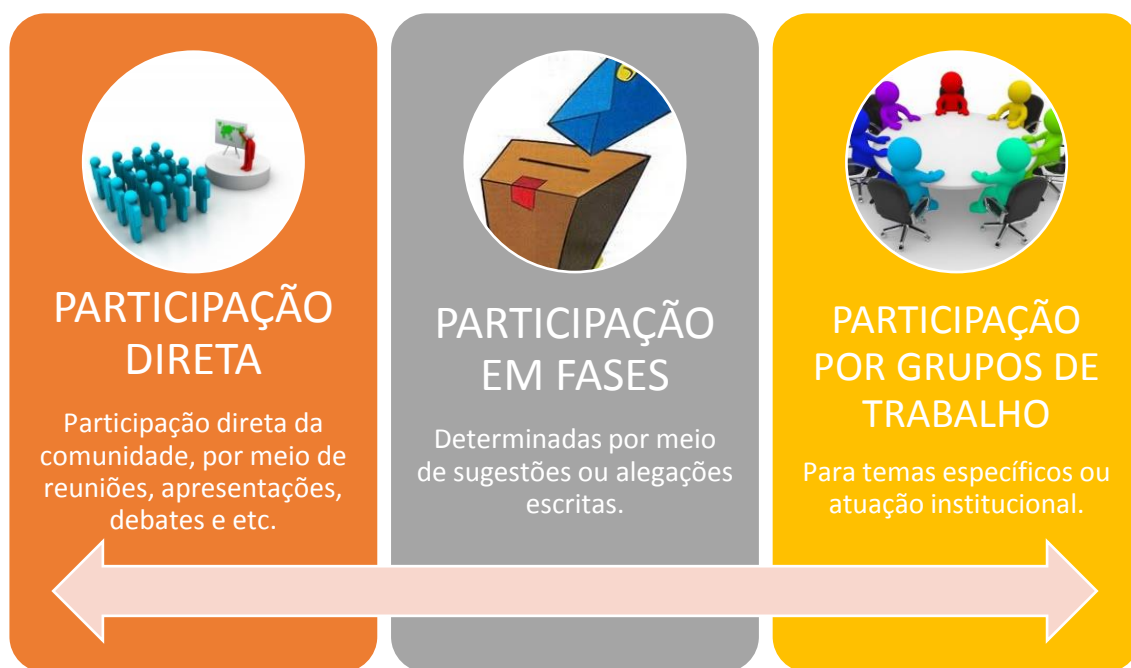 PARTICIPAÇÃO
DIRETA
Participação direta da
comunidade, por meio de
reuniões, apresentações,
debates e etc.
PARTICIPAÇÃO
EM FASES
Determinadas por meio
de sugestões ou alegações
escritas.
PARTICIPAÇÃO
POR GRUPOS DE
TRABALHO
Para temas específicos ou
atuação institucional.